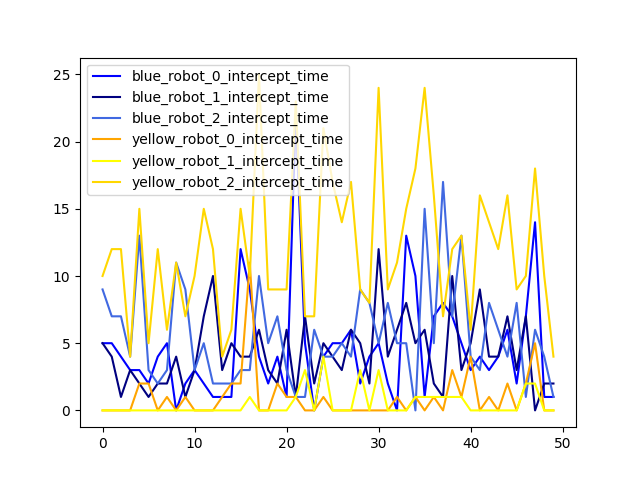 25
20
15
10
5
0
blue_robot_0_intercept_time
blue_robot_1_intercept_time
blue_robot_2_intercept_time
yellow_robot_0_intercept_time
yellow_robot_1_intercept_time
yellow_robot_2_intercept_time
0 10 20 30 40 50